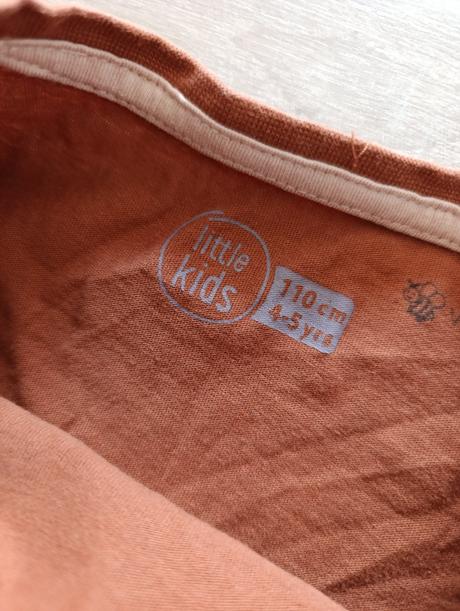 little
kids
110 cm
4-5 yrs